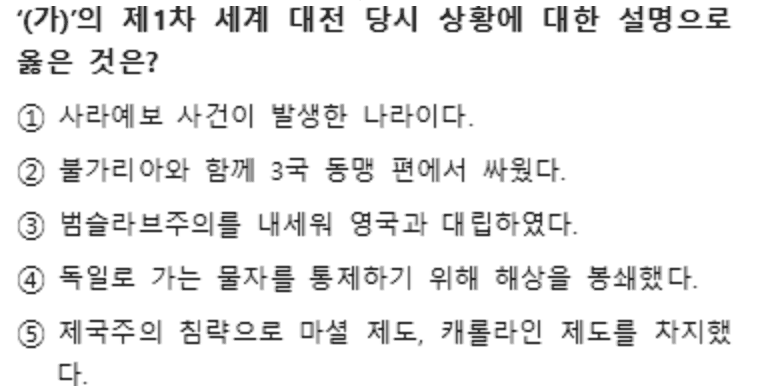 '(가)'의 제1차 세계 대전 당시 상황에 대한 설명으로
옳은 것은?
① 사라예보 사건이 발생한 나라이다.
② 불가리아와 함께 3국 동맹 편에서 싸웠다.
③ 범슬라브주의를 내세워 영국과 대립하였다.
④ 독일로 가는 물자를 통제하기 위해 해상을 봉쇄했다.
⑤ 제국주의 침략으로 마셜 제도, 캐롤라인 제도를 차지했
다.